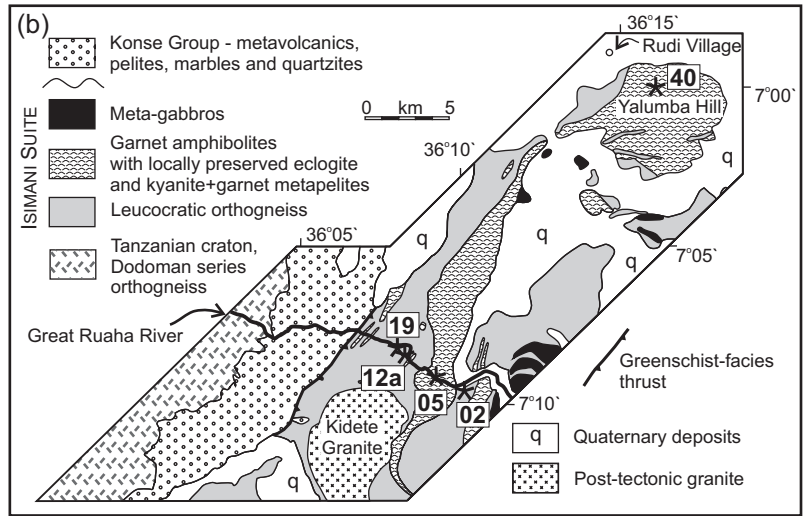 (b)
Konse Group - metavolcanics,
pelites, marbles and quartzites
ISIMANI SUITE
Meta-gabbros
Garnet amphibolites
with locally preserved eclogite
and kyanite+garnet metapelites
Leucocratic orthogneiss
Tanzanian craton,
Dodoman series
orthogneiss
Great Ruaha River
0 km 5
36°15`
Rudi Village
40
Yalumba Hill
7°00`
36°10`
q
q
q
q
36°05`
7°05`
19
12a
05
02
Kidete
Granite
q
7°10`
Greenschist-facies
thrust
q Quaternary deposits
Post-tectonic granite